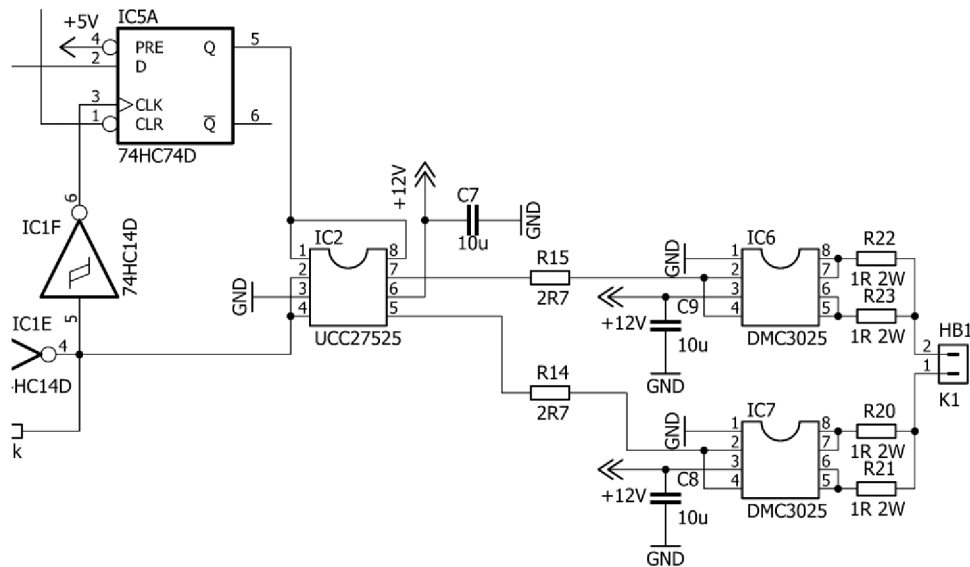 IC5A
+5V
4 PRE Q 5
2 D
3 CLK
1 CLR Q 6
74HC74D
6
IC1F
74HC14D
5
IC1E
4
HC14D
k
+12V
C7
10u
GND
IC2
1 8
2 7
3 6
4 5
GND
UCC27525
R15
2R7
R14
2R7
GND
IC6
1 8
2 7
3 6
4 5
DMC3025
+12V
C9
10u
GND
R22
1R 2W
R23
1R 2W
HB1
2
1
K1
GND
IC7
1 8
2 7
3 6
4 5
DMC3025
+12V
C8
10u
GND
R20
1R 2W
R21
1R 2W